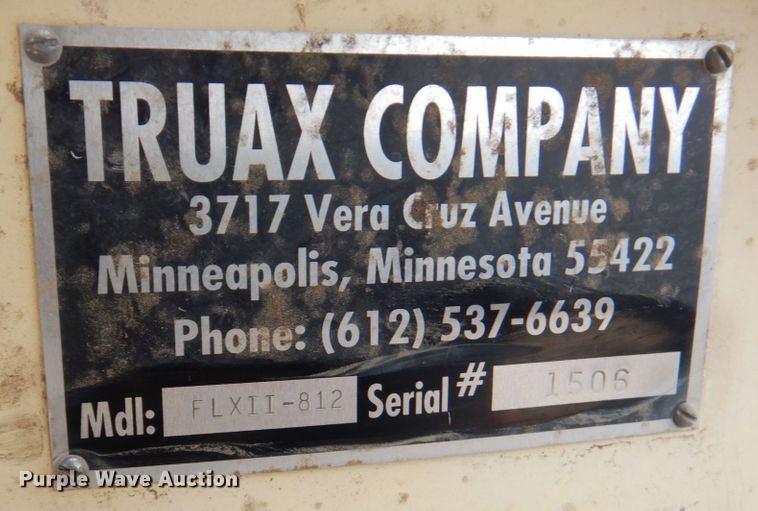 TRUAX COMPANY
3717 Vera Cruz Avenue
Minneapolis, Minnesota 55422
Phone: (612) 537-6639
Mdl: FLXII-812 Serial # 1506
Purple Wave Auction